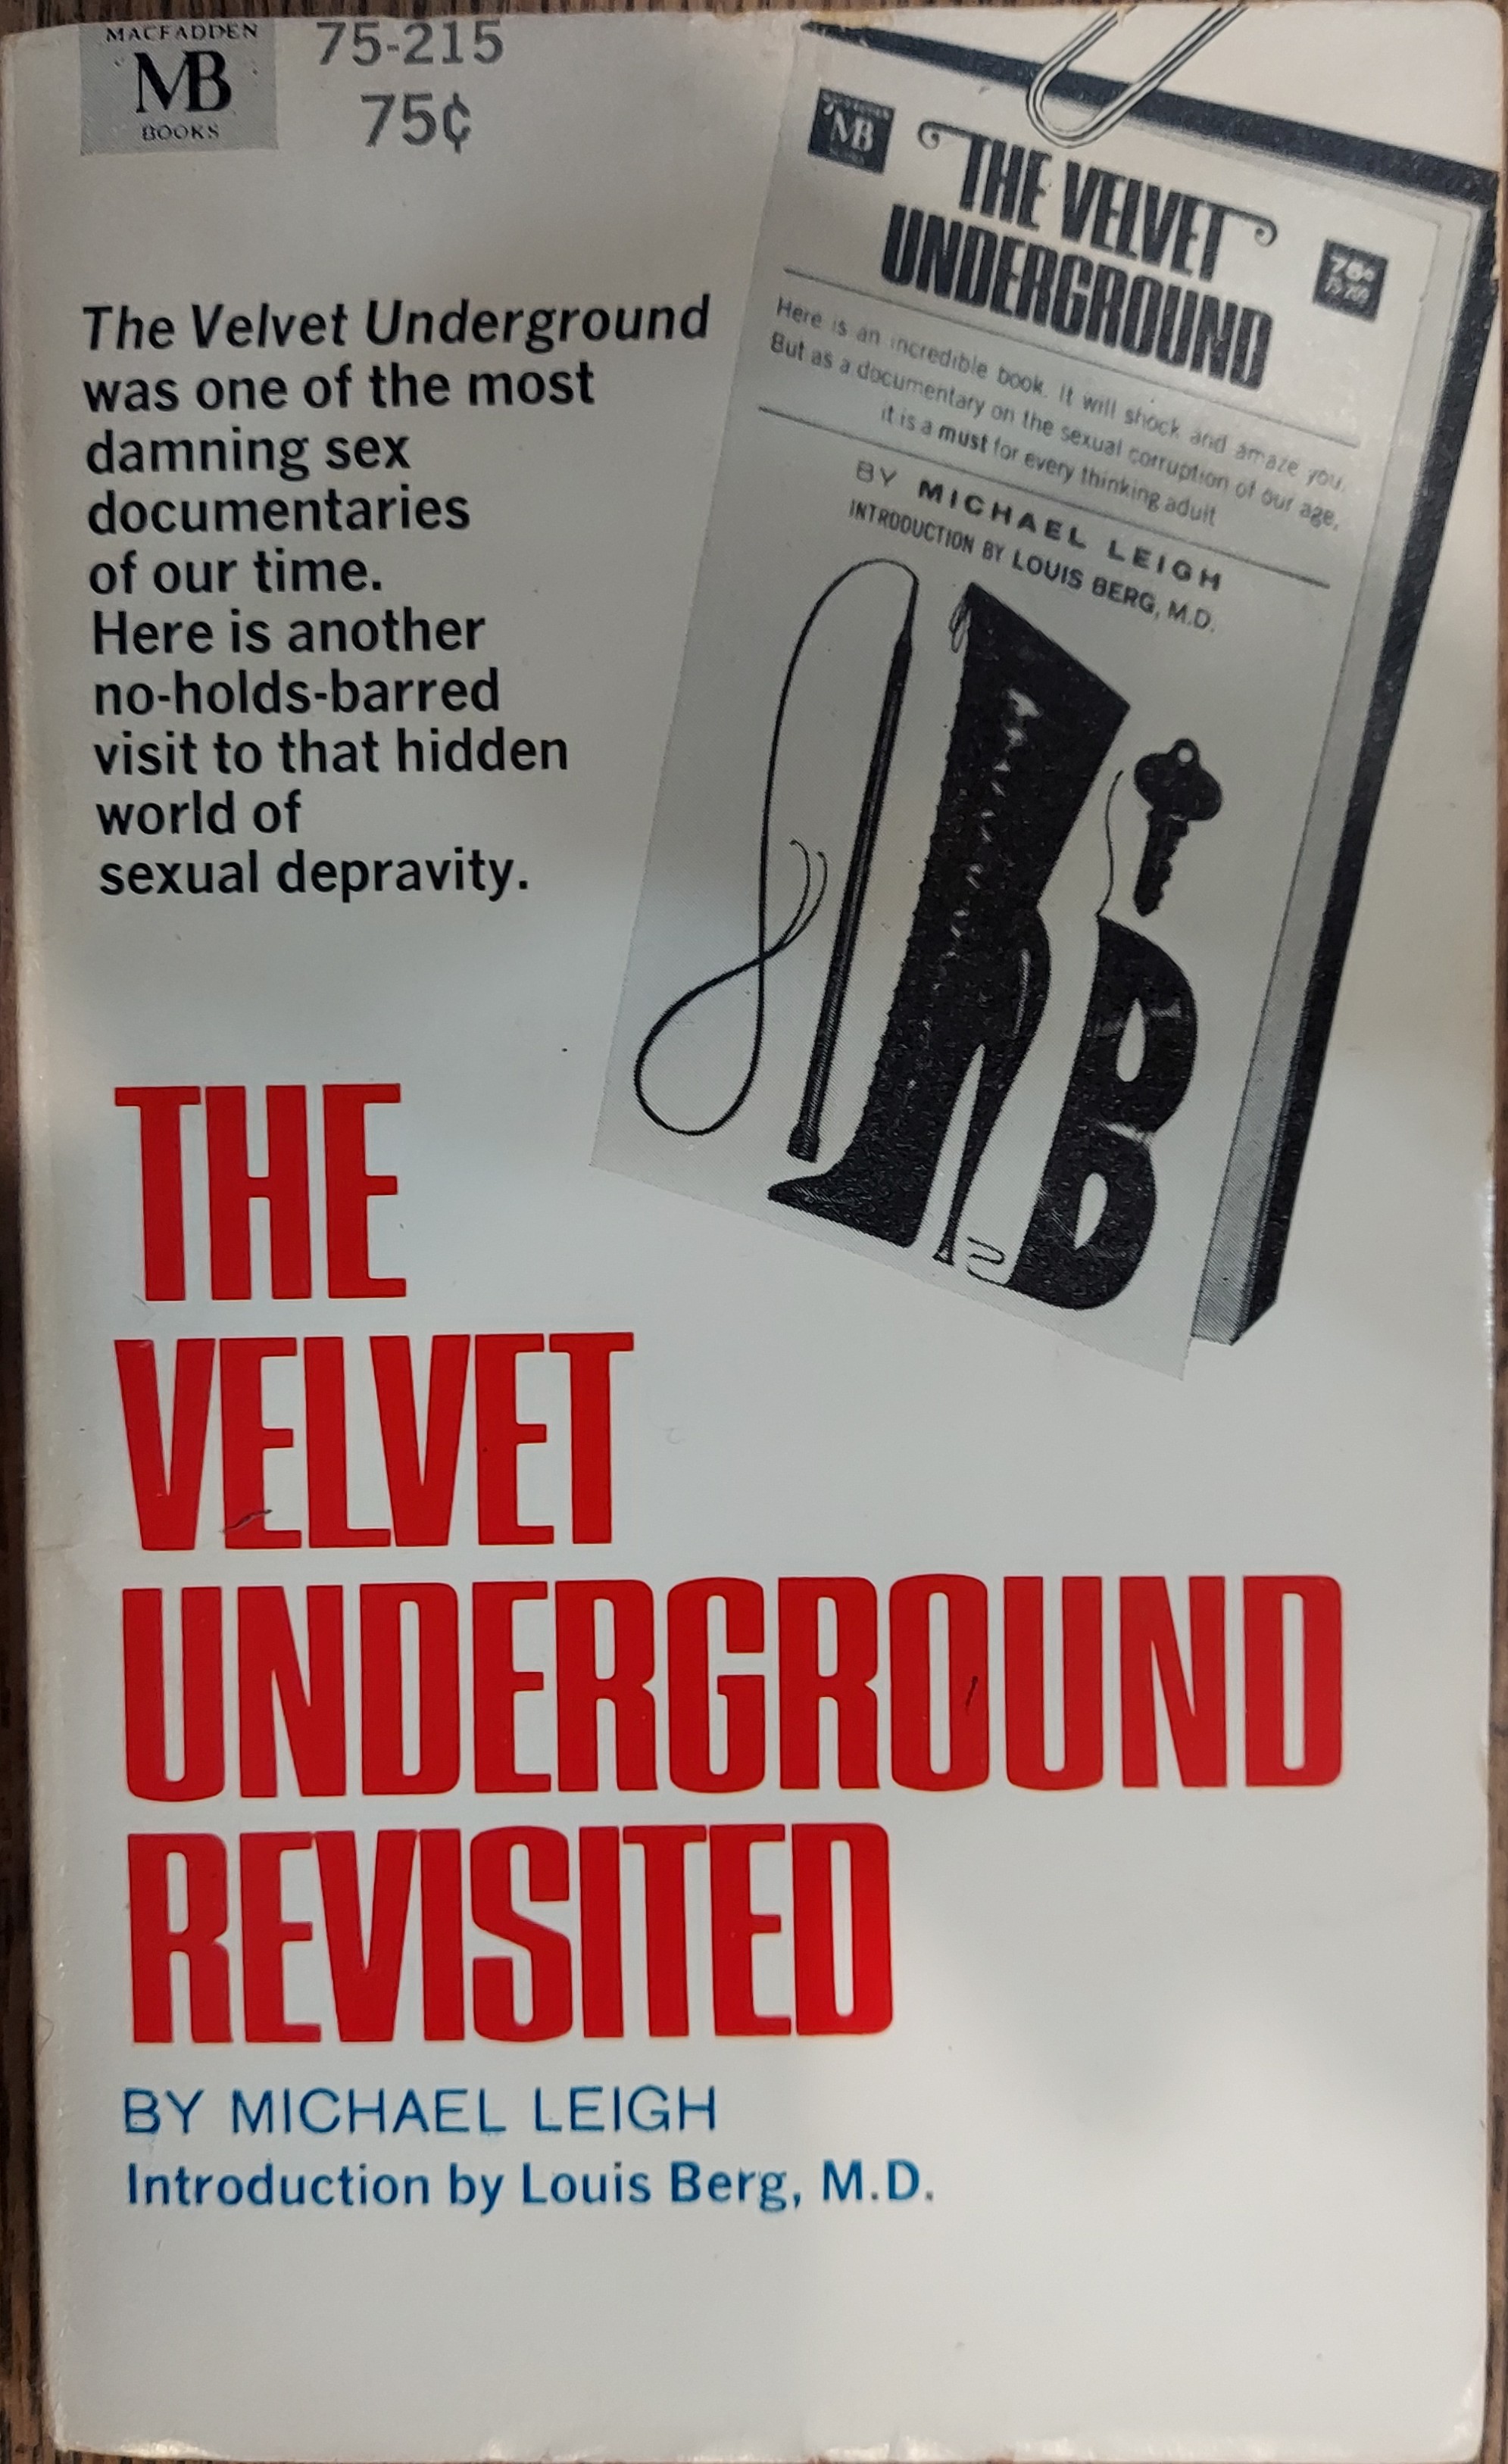 MACFADDEN
MB
BOOKS
75-215
75¢
MB
THE VELVET
UNDERGROUND
75¢
Here is an incredible book. It will shock and amaze you.
But as a documentary on the sexual corruption of our age,
it is a must for every thinking adult
BY MICHAEL LEIGH
INTRODUCTION BY LOUIS BERG, M.D.
The Velvet Underground
was one of the most
damning sex
documentaries
of our time.
Here is another
no-holds-barred
visit to that hidden
world of
sexual depravity.
THE
VELVET
UNDERGROUND
REVISITED
BY MICHAEL LEIGH
Introduction by Louis Berg, M.D.